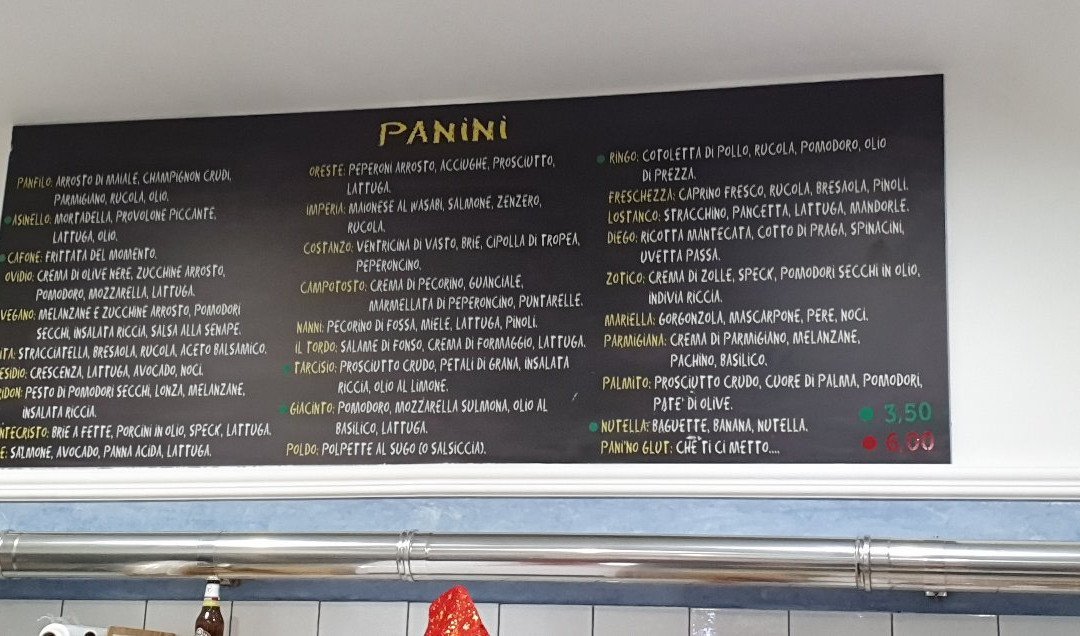 PANINI
PANFILO: ARROSTO DI MAIALE, CHAMPIGNON CRUDI,
PARMIGIANO, RUCOLA, OLIO.
ASINELLO: MORTADELLA, PROVOLONE PICCANTE,
LATTUGA, OLIO.
CAFONE: FRITTATA DEL MOMENTO.
OVIDIO: CREMA DI OLIVE NERE, ZUCCHINE ARROSTO,
POMODORO, MOZZARELLA, LATTUGA.
VEGANO: MELANZANE E ZUCCHINE ARROSTO, POMODORI
SECCHI, INSALATA RICCIA, SALSA ALLA SENAPE.
ITA: STRACCIATELLA, BRESAOLA, RUCOLA, ACETO BALSAMICO.
ESIDIO: CRESCENZA, LATTUGA, AVOCADO, NOCI.
RIDON: PESTO DI POMODORI SECCHI, LONZA, MELANZANE,
INSALATA RICCIA.
NTECRISTO: BRIE A FETTE, PORCINI IN OLIO, SPECK, LATTUGA.
E: SALMONE, AVOCADO, PANNA ACIDA, LATTUGA.
ORESTE: PEPERONI ARROSTO, ACCIUGHE, PROSCIUTTO,
LATTUGA.
IMPERIA: MAIONESE AL WASABI, SALMONE, ZENZERO,
RUCOLA.
COSTANZO: VENTRICINA DI VASTO, BRIE, CIPOLLA DI TROPEA,
PEPERONCINO.
CAMPOTOSTO: CREMA DI PECORINO, GUANCIALE,
MARMELLATA DI PEPERONCINO, PUNTARELLE.
NANNI: PECORINO DI FOSSA, MIELE, LATTUGA, PINOLI.
IL TORDO: SALAME DI FONSO, CREMA DI FORMAGGIO, LATTUGA.
TARCISIO: PROSCIUTTO CRUDO, PETALI DI GRANA, INSALATA
RICCIA, OLIO AL LIMONE.
GIACINTO: POMODORO, MOZZARELLA SULMONA, OLIO AL
BASILICO, LATTUGA.
POLDO: POLPETTE AL SUGO (O SALSICCIA).
RINGO: COTOLETTA DI POLLO, RUCOLA, POMODORO, OLIO
DI PREZZA.
FRESCHEZZA: CAPRINO FRESCO, RUCOLA, BRESAOLA, PINOLI.
LOSTANCO: STRACCHINO, PANCETTA, LATTUGA, MANDORLE.
DIEGO: RICOTTA MANTECATA, COTTO DI PRAGA, SPINACINI,
UVETTA PASSA.
ZOTICO: CREMA DI ZOLLE, SPECK, POMODORI SECCHI IN OLIO,
INDIVIA RICCIA.
MARIELLA: GORGONZOLA, MASCARPONE, PERE, NOCI.
PARMIGIANA: CREMA DI PARMIGIANO, MELANZANE,
PACHINO, BASILICO.
PALMITO: PROSCIUTTO CRUDO, CUORE DI PALMA, POMODORI,
PATE' DI OLIVE.
NUTELLA: BAGUETTE, BANANA, NUTELLA.
PANI'NO GLUT: CHE TI CI METTO....
3,50
6,00